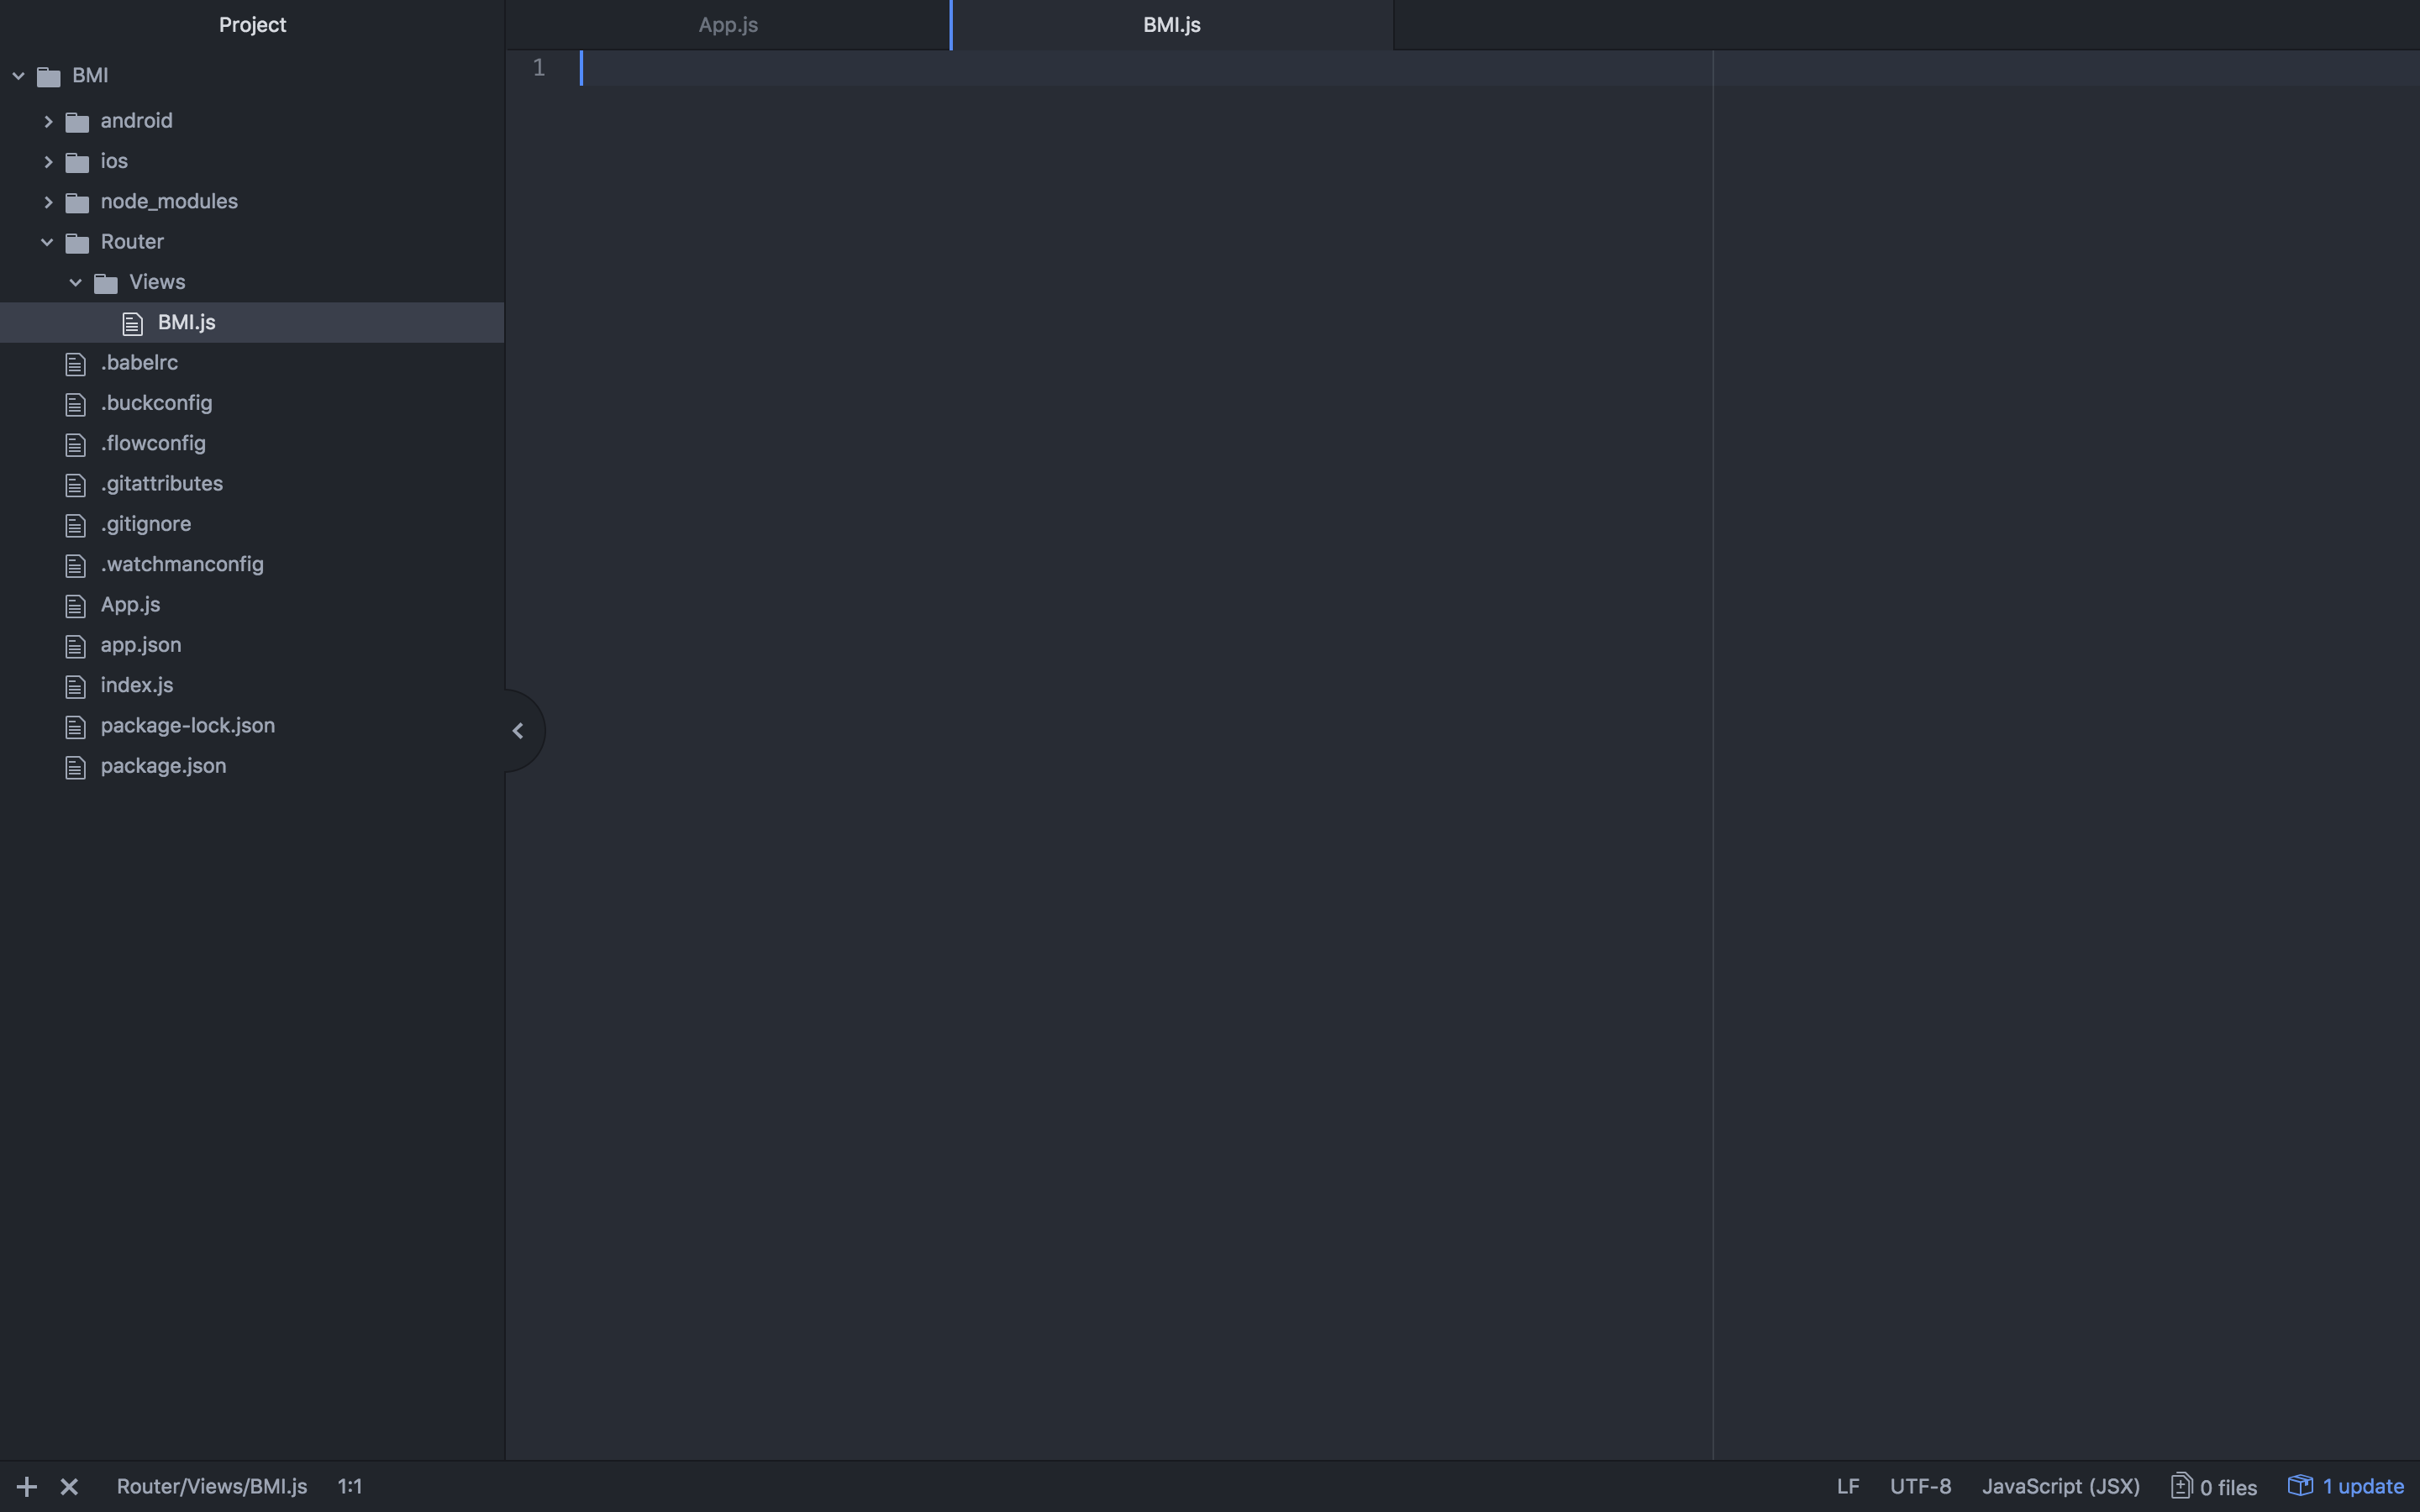 Project
App.js
BMI.js
BMI
android
ios
node_modules
Router
Views
BMI.js
.babelrc
.buckconfig
.flowconfig
.gitattributes
.gitignore
.watchmanconfig
App.js
app.json
index.js
package-lock.json
package.json
1
Router/Views/BMI.js 1:1
LF UTF-8 JavaScript (JSX) 0 files 1 update